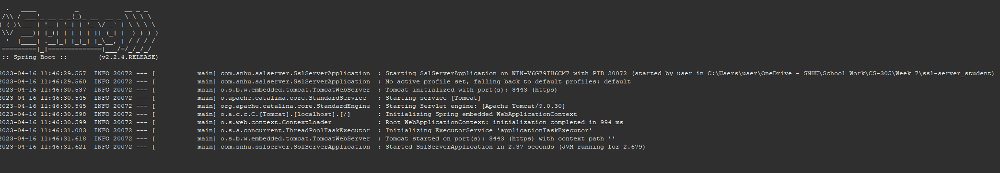 .   ____          _            __ _ _
 /\\ / ___'_ __ _ _(_)_ __  __ _ \ \ \ \
( ( )\___ | '_ | '_| | '_ \/ _` | \ \ \ \
 \\/  ___)| |_)| | | | | || (_| |  ) ) ) )
  '  |____| .__|_| |_|_| |_\__, | / / / /
 =========|_|==============|___/=/_/_/_/
 :: Spring Boot ::        (v2.2.4.RELEASE)
2023-04-16 11:46:29.557  INFO 20072 --- [           main] com.snhu.sslserver.SslServerApplication  : Starting SslServerApplication on WIN-V6G79IH6CM7 with PID 20072 (started by user in C:\Users\user\OneDrive - SNHU\School Work\CS-305\Week 7\ssl-server_student)
2023-04-16 11:46:29.560  INFO 20072 --- [           main] com.snhu.sslserver.SslServerApplication  : No active profile set, falling back to default profiles: default
2023-04-16 11:46:30.537  INFO 20072 --- [           main] o.s.b.w.embedded.tomcat.TomcatWebServer  : Tomcat initialized with port(s): 8443 (https)
2023-04-16 11:46:30.545  INFO 20072 --- [           main] o.apache.catalina.core.StandardService   : Starting service [Tomcat]
2023-04-16 11:46:30.545  INFO 20072 --- [           main] org.apache.catalina.core.StandardEngine  : Starting Servlet engine: [Apache Tomcat/9.0.30]
2023-04-16 11:46:30.598  INFO 20072 --- [           main] o.a.c.c.C.[Tomcat].[localhost].[/]       : Initializing Spring embedded WebApplicationContext
2023-04-16 11:46:30.599  INFO 20072 --- [           main] o.s.web.context.ContextLoader            : Root WebApplicationContext: initialization completed in 994 ms
2023-04-16 11:46:31.083  INFO 20072 --- [           main] o.s.s.concurrent.ThreadPoolTaskExecutor  : Initializing ExecutorService 'applicationTaskExecutor'
2023-04-16 11:46:31.618  INFO 20072 --- [           main] o.s.b.w.embedded.tomcat.TomcatWebServer  : Tomcat started on port(s): 8443 (https) with context path ''
2023-04-16 11:46:31.621  INFO 20072 --- [           main] com.snhu.sslserver.SslServerApplication  : Started SslServerApplication in 2.37 seconds (JVM running for 2.679)